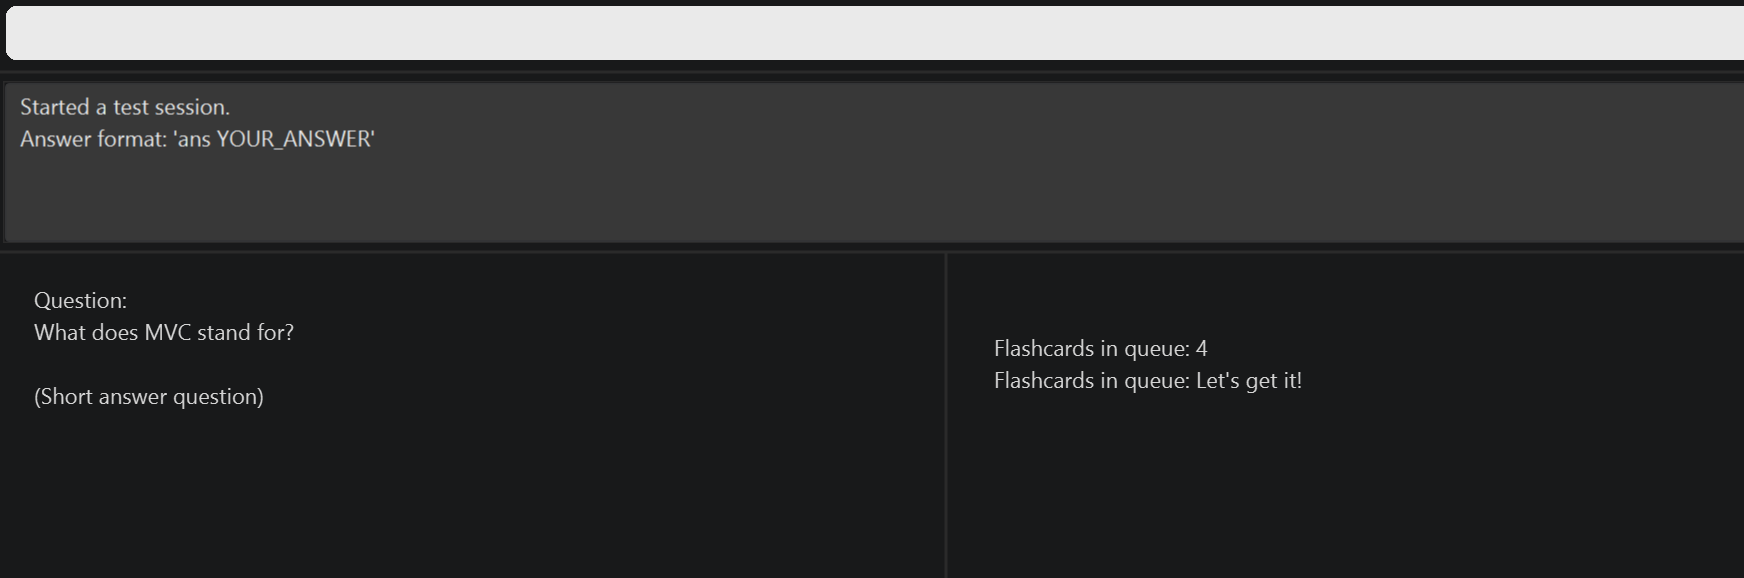 Started a test session.
Answer format: 'ans YOUR_ANSWER'
Question:
What does MVC stand for?
(Short answer question)
Flashcards in queue: 4
Flashcards in queue: Let's get it!